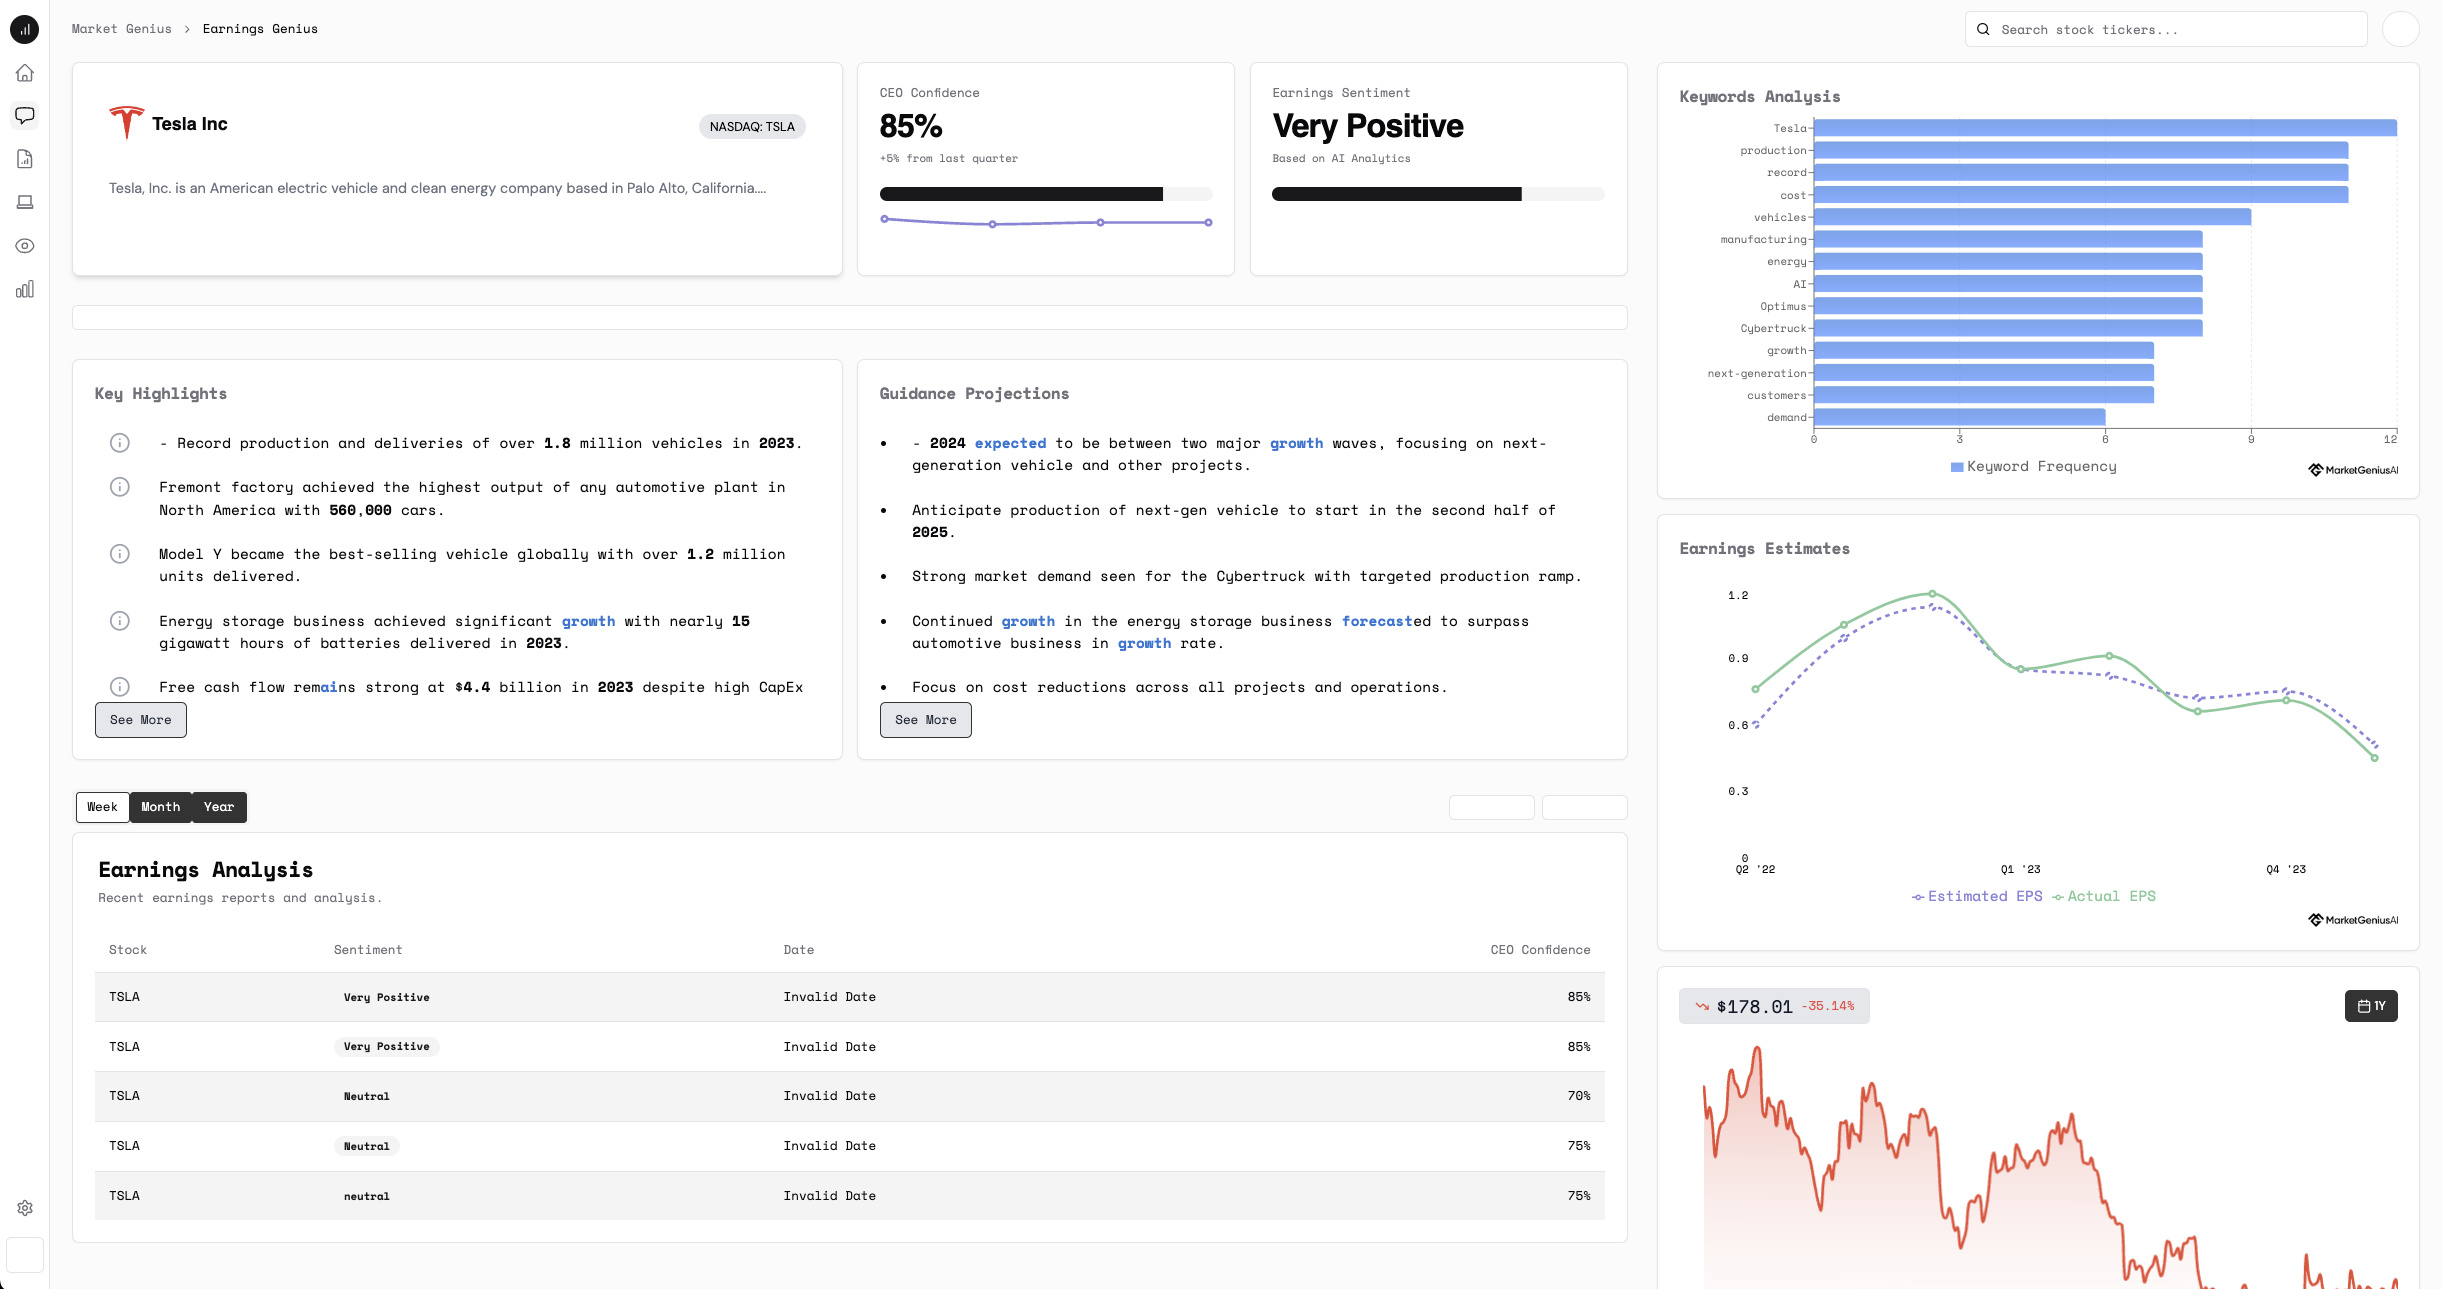 Market Genius > Earnings Genius
Search stock tickers...
Tesla Inc
NASDAQ: TSLA
Tesla, Inc. is an American electric vehicle and clean energy company based in Palo Alto, California....
CEO Confidence
85%
+5% from last quarter
Earnings Sentiment
Very Positive
Based on AI Analytics
Key Highlights
- Record production and deliveries of over 1.8 million vehicles in 2023.
Fremont factory achieved the highest output of any automotive plant in
North America with 560,000 cars.
Model Y became the best-selling vehicle globally with over 1.2 million
units delivered.
Energy storage business achieved significant growth with nearly 15
gigawatt hours of batteries delivered in 2023.
Free cash flow remains strong at $4.4 billion in 2023 despite high CapEx
See More
Guidance Projections
- 2024 expected to be between two major growth waves, focusing on next-
generation vehicle and other projects.
Anticipate production of next-gen vehicle to start in the second half of
2025.
Strong market demand seen for the Cybertruck with targeted production ramp.
Continued growth in the energy storage business forecasted to surpass
automotive business in growth rate.
Focus on cost reductions across all projects and operations.
See More
Week Month Year
Earnings Analysis
Recent earnings reports and analysis.
Stock Sentiment Date CEO Confidence
TSLA Very Positive Invalid Date 85%
TSLA Very Positive Invalid Date 85%
TSLA Neutral Invalid Date 70%
TSLA Neutral Invalid Date 75%
TSLA neutral Invalid Date 75%
Keywords Analysis
Tesla
production
record
cost
vehicles
manufacturing
energy
AI
Optimus
Cybertruck
growth
next-generation
customers
demand
0 3 6 9 12
Keyword Frequency
MarketGeniusAI
Earnings Estimates
1.2
0.9
0.6
0.3
0
Q2 '22 Q1 '23 Q4 '23
Estimated EPS Actual EPS
MarketGeniusAI
$178.01 -35.14%
1Y